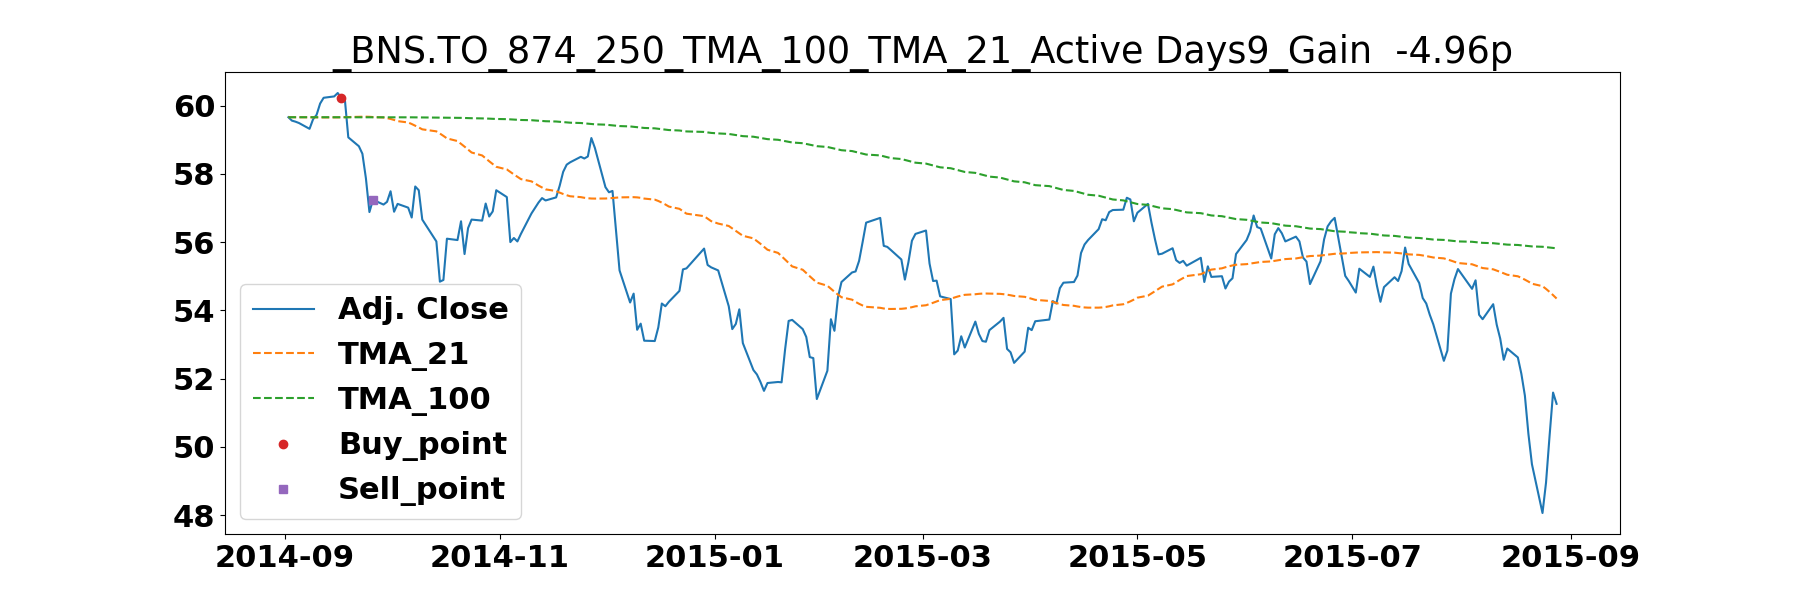 _BNS.TO_874_250_TMA_100_TMA_21_Active Days9_Gain  -4.96p
60
58
56
54
52
50
48
Adj. Close
TMA_21
TMA_100
Buy_point
Sell_point
2014-09 2014-11 2015-01 2015-03 2015-05 2015-07 2015-09